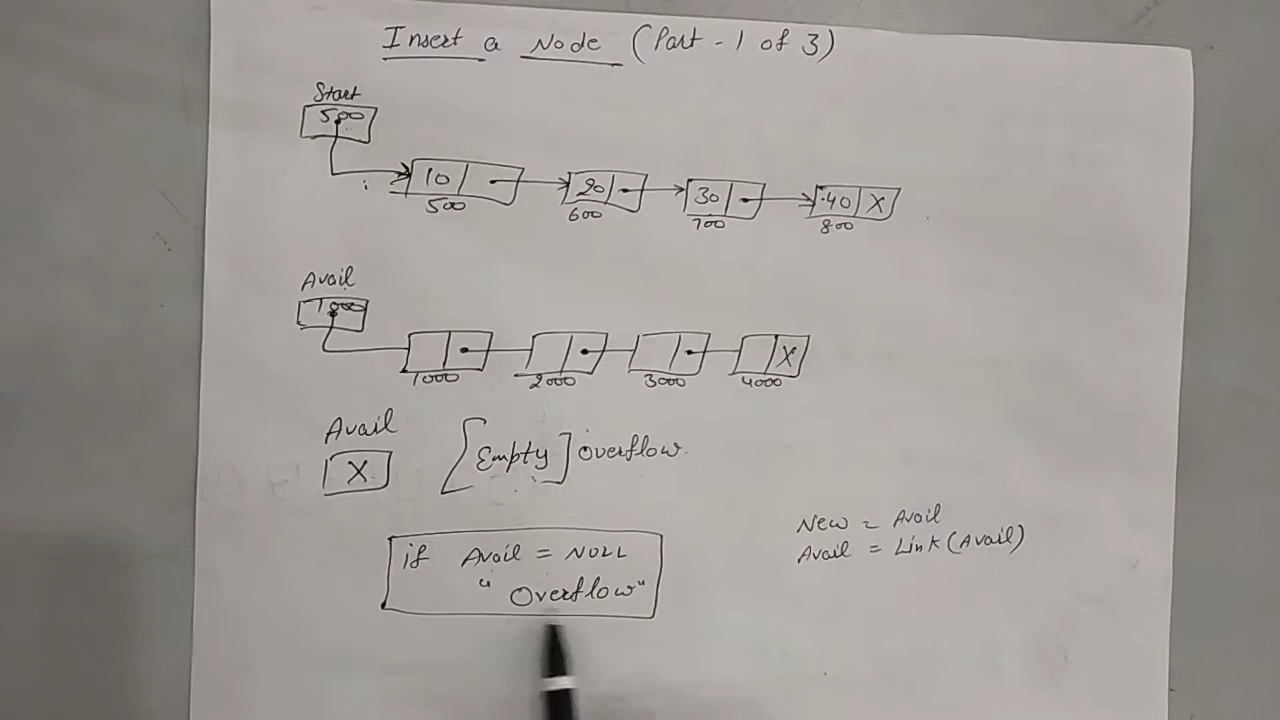 Insert a Node (Part - 1 of 3)
Start
500
10 20 30 40 X
500 600 700 800
Avail
1000
X
1000 2000 3000 4000
Avail
X [Empty] overflow.
New = Avail
Avail = Link (Avail)
if Avail = NULL
"Overflow"